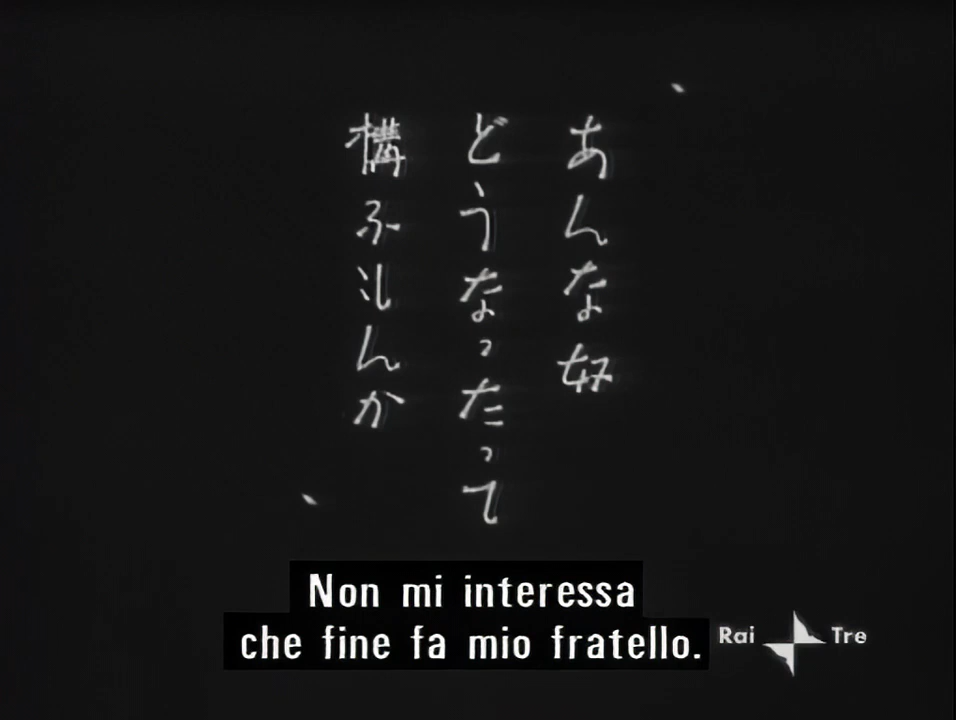 あんな奴
どうなったって
構ふもんか
Non mi interessa
che fine fa mio fratello.
Rai Tre